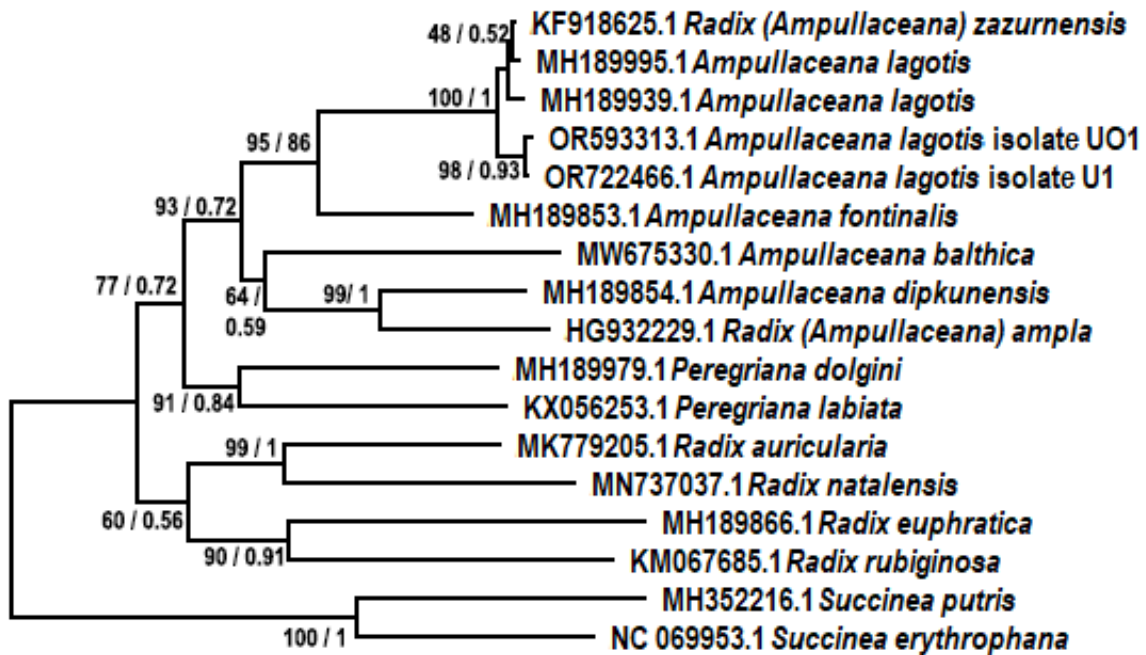 KF918625.1 Radix (Ampullaceana) zazurnensis
48 / 0.52
MH189995.1 Ampullaceana lagotis
100 / 1
MH189939.1 Ampullaceana lagotis
95 / 86
OR593313.1 Ampullaceana lagotis isolate UO1
98 / 0.93
OR722466.1 Ampullaceana lagotis isolate U1
93 / 0.72
MH189853.1 Ampullaceana fontinalis
MW675330.1 Ampullaceana balthica
77 / 0.72
64 /
0.59
99/ 1
MH189854.1 Ampullaceana dipkunensis
HG932229.1 Radix (Ampullaceana) ampla
MH189979.1 Peregriana dolgini
91 / 0.84
KX056253.1 Peregriana labiata
99 / 1
MK779205.1 Radix auricularia
MN737037.1 Radix natalensis
60 / 0.56
MH189866.1 Radix euphratica
90 / 0.91
KM067685.1 Radix rubiginosa
MH352216.1 Succinea putris
100 / 1
NC 069953.1 Succinea erythrophana